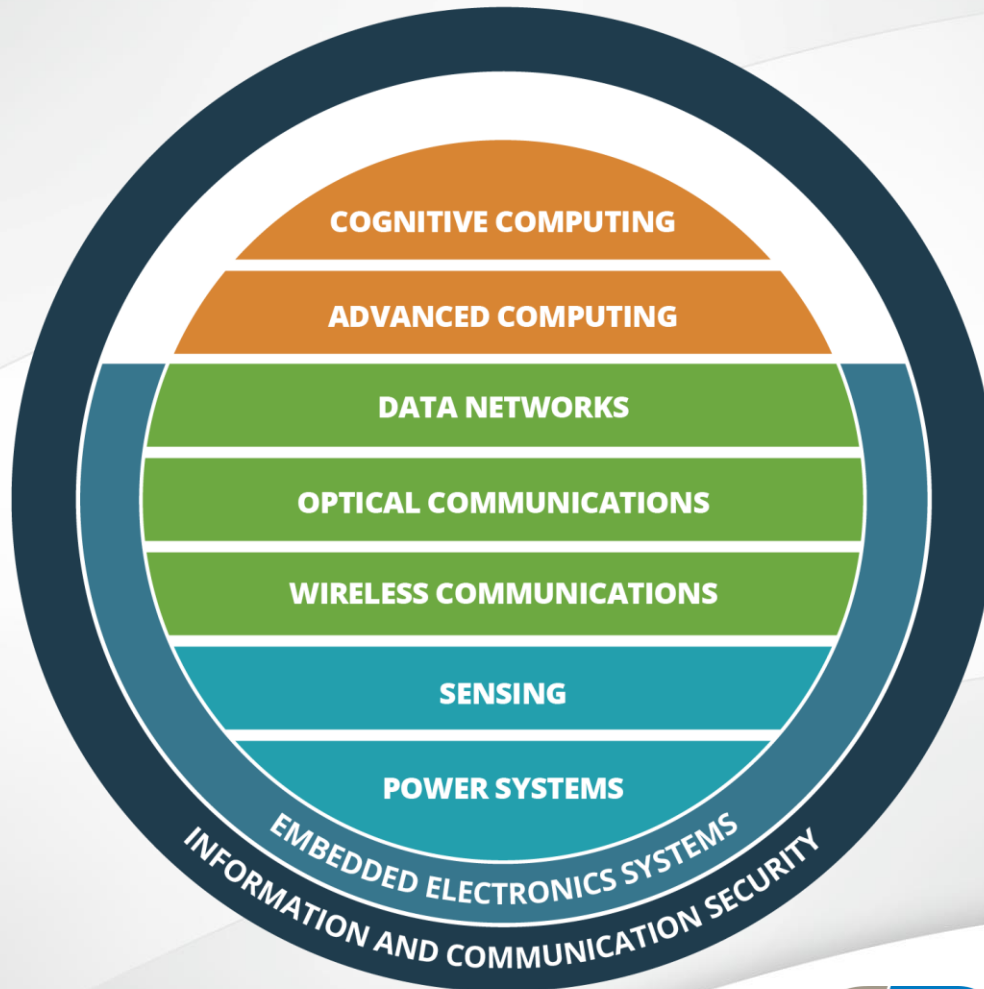 COGNITIVE COMPUTING
ADVANCED COMPUTING
DATA NETWORKS
OPTICAL COMMUNICATIONS
WIRELESS COMMUNICATIONS
SENSING
POWER SYSTEMS
EMBEDDED ELECTRONICS SYSTEMS
INFORMATION AND COMMUNICATION SECURITY